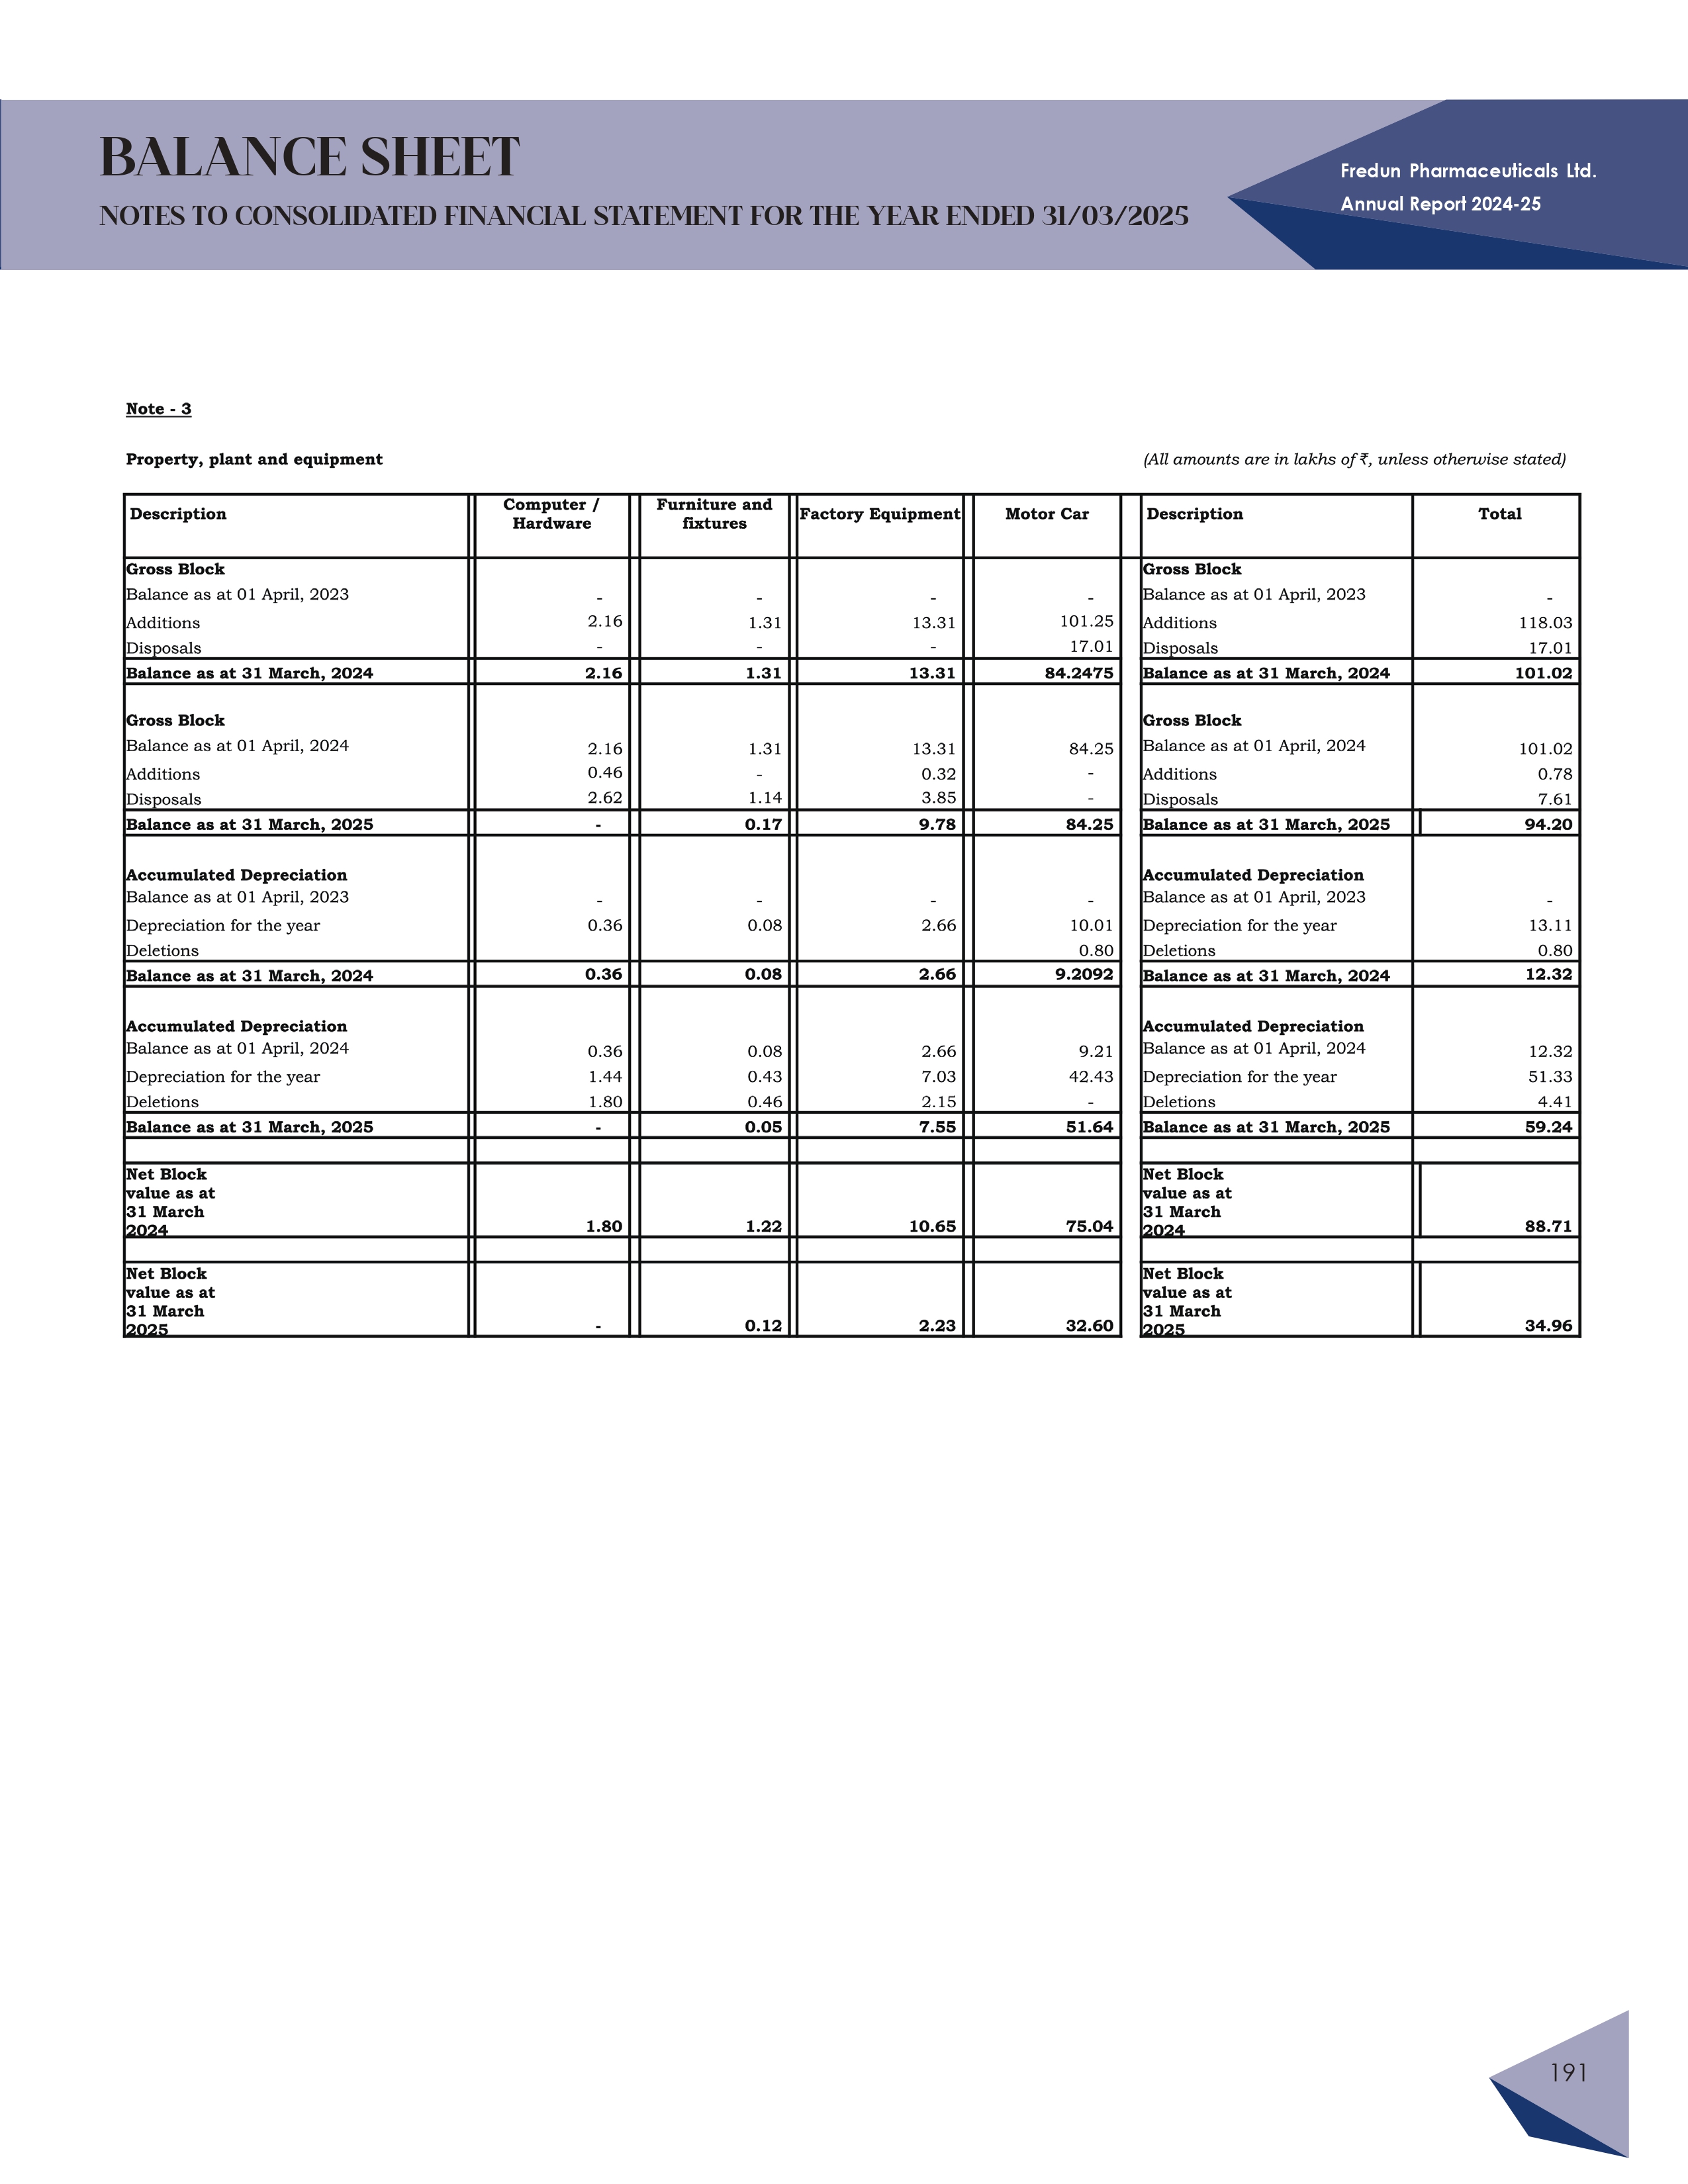 BALANCE SHEET
NOTES TO CONSOLIDATED FINANCIAL STATEMENT FOR THE YEAR ENDED 31/03/2025
Fredun Pharmaceuticals Ltd.
Annual Report 2024-25
Note - 3
Property, plant and equipment (All amounts are in lakhs of ₹, unless otherwise stated)
Description Computer / Hardware Furniture and fixtures Factory Equipment Motor Car Description Total
Gross Block Gross Block
Balance as at 01 April, 2023 - - - - Balance as at 01 April, 2023 -
Additions 2.16 1.31 13.31 101.25 Additions 118.03
Disposals - - - 17.01 Disposals 17.01
Balance as at 31 March, 2024 2.16 1.31 13.31 84.2475 Balance as at 31 March, 2024 101.02
Gross Block Gross Block
Balance as at 01 April, 2024 2.16 1.31 13.31 84.25 Balance as at 01 April, 2024 101.02
Additions 0.46 - 0.32 - Additions 0.78
Disposals 2.62 1.14 3.85 - Disposals 7.61
Balance as at 31 March, 2025 - 0.17 9.78 84.25 Balance as at 31 March, 2025 94.20
Accumulated Depreciation Accumulated Depreciation
Balance as at 01 April, 2023 - - - - Balance as at 01 April, 2023 -
Depreciation for the year 0.36 0.08 2.66 10.01 Depreciation for the year 13.11
Deletions 0.80 Deletions 0.80
Balance as at 31 March, 2024 0.36 0.08 2.66 9.2092 Balance as at 31 March, 2024 12.32
Accumulated Depreciation Accumulated Depreciation
Balance as at 01 April, 2024 0.36 0.08 2.66 9.21 Balance as at 01 April, 2024 12.32
Depreciation for the year 1.44 0.43 7.03 42.43 Depreciation for the year 51.33
Deletions 1.80 0.46 2.15 - Deletions 4.41
Balance as at 31 March, 2025 - 0.05 7.55 51.64 Balance as at 31 March, 2025 59.24
Net Block Net Block
value as at value as at
31 March 31 March
2024 1.80 1.22 10.65 75.04 2024 88.71
Net Block Net Block
value as at value as at
31 March 31 March
2025 - 0.12 2.23 32.60 2025 34.96
191